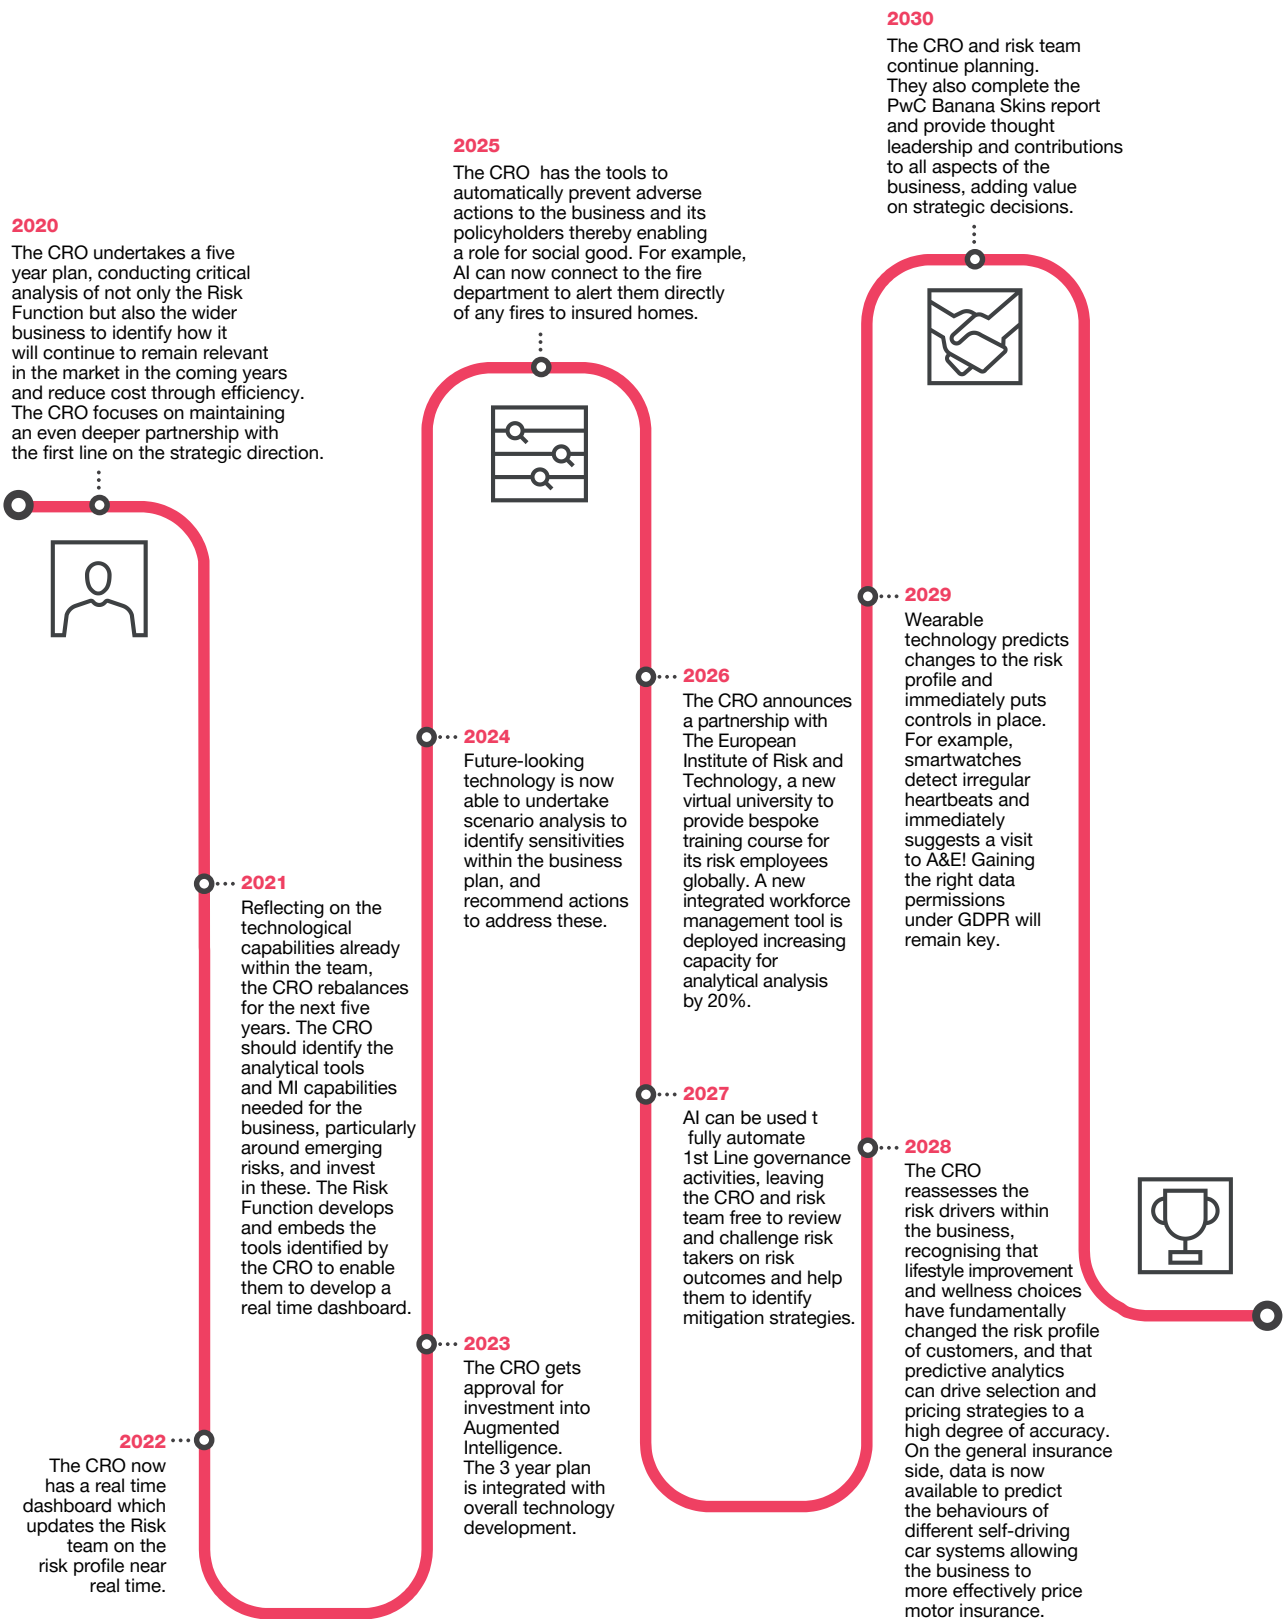 2020
The CRO undertakes a five
year plan, conducting critical
analysis of not only the Risk
Function but also the wider
business to identify how it
will continue to remain relevant
in the market in the coming years
and reduce cost through efficiency.
The CRO focuses on maintaining
an even deeper partnership with
the first line on the strategic direction.
2021
Reflecting on the
technological
capabilities already
within the team,
the CRO rebalances
for the next five
years. The CRO
should identify the
analytical tools
and MI capabilities
needed for the
business, particularly
around emerging
risks, and invest
in these. The Risk
Function develops
and embeds the
tools identified by
the CRO to enable
them to develop a
real time dashboard.
2022
The CRO now
has a real time
dashboard which
updates the Risk
team on the
risk profile near
real time.
2023
The CRO gets
approval for
investment into
Augmented
Intelligence.
The 3 year plan
is integrated with
overall technology
development.
2024
Future-looking
technology is now
able to undertake
scenario analysis to
identify sensitivities
within the business
plan, and
recommend actions
to address these.
2025
The CRO has the tools to
automatically prevent adverse
actions to the business and its
policyholders thereby enabling
a role for social good. For example,
AI can now connect to the fire
department to alert them directly
of any fires to insured homes.
2026
The CRO announces
a partnership with
The European
Institute of Risk and
Technology, a new
virtual university to
provide bespoke
training course for
its risk employees
globally. A new
integrated workforce
management tool is
deployed increasing
capacity for
analytical analysis
by 20%.
2027
AI can be used t
fully automate
1st Line governance
activities, leaving
the CRO and risk
team free to review
and challenge risk
takers on risk
outcomes and help
them to identify
mitigation strategies.
2028
The CRO
reassesses the
risk drivers within
the business,
recognising that
lifestyle improvement
and wellness choices
have fundamentally
changed the risk profile
of customers, and that
predictive analytics
can drive selection and
pricing strategies to a
high degree of accuracy.
On the general insurance
side, data is now
available to predict
the behaviours of
different self-driving
car systems allowing
the business to
more effectively price
motor insurance.
2029
Wearable
technology predicts
changes to the risk
profile and
immediately puts
controls in place.
For example,
smartwatches
detect irregular
heartbeats and
immediately
suggests a visit
to A&E! Gaining
the right data
permissions
under GDPR will
remain key.
2030
The CRO and risk team
continue planning.
They also complete the
PwC Banana Skins report
and provide thought
leadership and contributions
to all aspects of the
business, adding value
on strategic decisions.